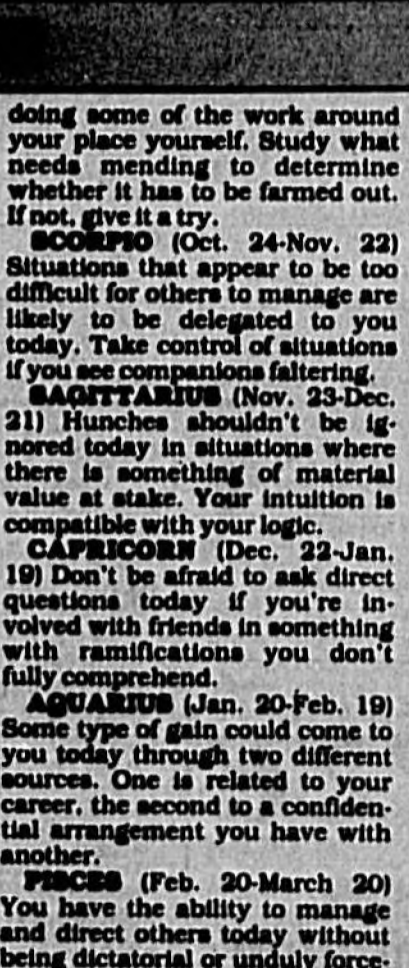 doing some of the work around
your place yourself. Study what
needs mending to determine
whether it has to be farmed out.
If not, give it a try.
SCORPIO (Oct. 24-Nov. 22)
Situations that appear to be too
difficult for others to manage are
likely to be delegated to you
today. Take control of situations
if you see companions faltering.
SAGITTARIUS (Nov. 23-Dec.
21) Hunches shouldn't be ig-
nored today in situations where
there is something of material
value at stake. Your intuition is
compatible with your logic.
CAPRICORN (Dec. 22-Jan.
19) Don't be afraid to ask direct
questions today if you're in-
volved with friends in something
with ramifications you don't
fully comprehend.
AQUARIUS (Jan. 20-Feb. 19)
Some type of gain could come to
you today through two different
sources. One is related to your
career, the second to a confiden-
tial arrangement you have with
another.
PISCES (Feb. 20-March 20)
You have the ability to manage
and direct others today without
being dictatorial or unduly force-